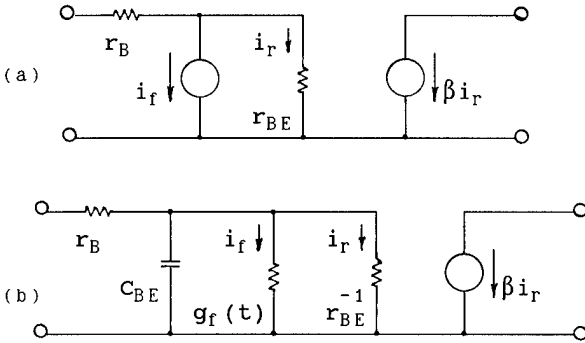 (a)
r_B
i_f
i_r
r_BE
βi_r
(b)
r_B
C_BE
i_f
g_f(t)
i_r
r_BE^-1
βi_r